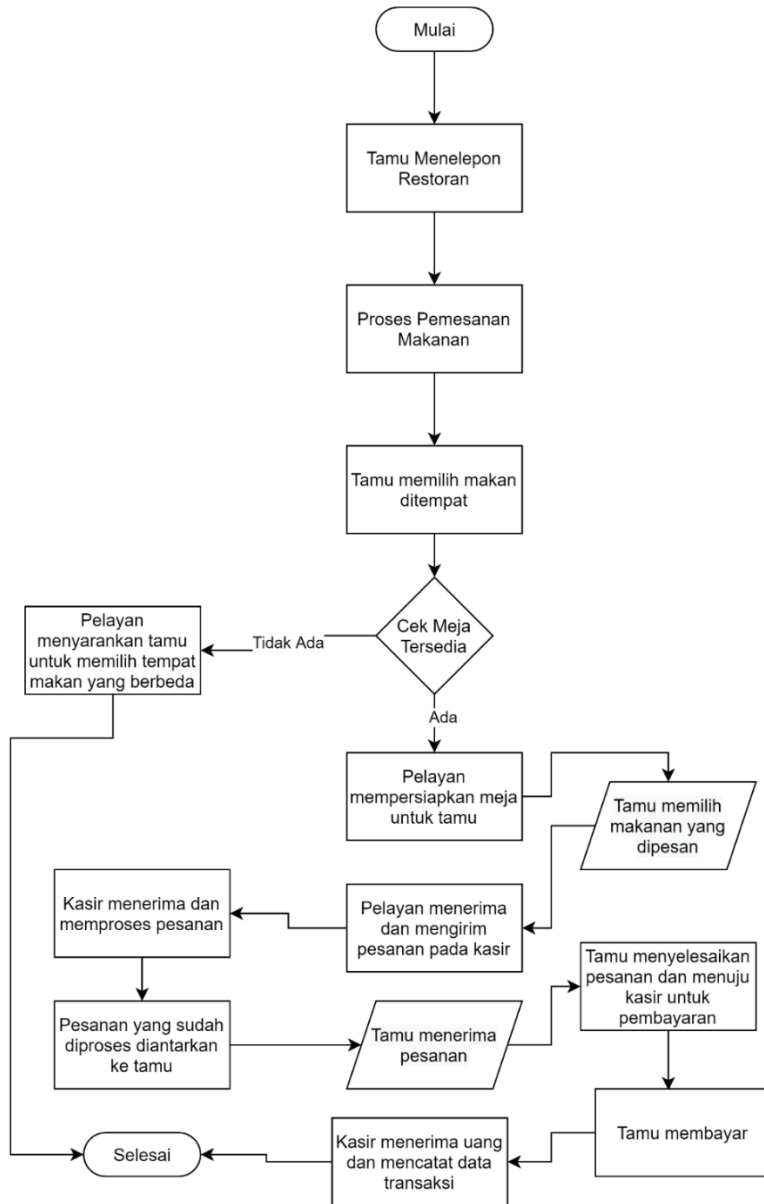 Mulai
Tamu Menelepon
Restoran
Proses Pemesanan
Makanan
Tamu memilih makan
ditempat
Cek Meja
Tersedia
Tidak Ada
Pelayan
menyarankan tamu
untuk memilih tempat
makan yang berbeda
Ada
Pelayan
mempersiapkan meja
untuk tamu
Tamu memilih
makanan yang
dipesan
Pelayan menerima
dan mengirim
pesanan pada kasir
Kasir menerima dan
memproses pesanan
Pesanan yang sudah
diproses diantarkan
ke tamu
Tamu menerima
pesanan
Tamu menyelesaikan
pesanan dan menuju
kasir untuk
pembayaran
Tamu membayar
Kasir menerima uang
dan mencatat data
transaksi
Selesai